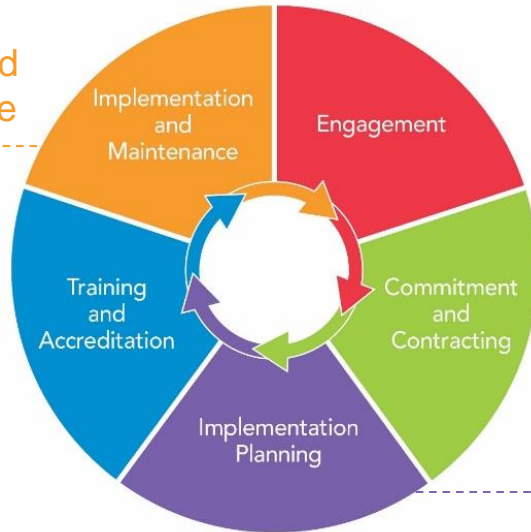 d
e
Implementation
and
Maintenance
Engagement
Training
and
Accreditation
Commitment
and
Contracting
Implementation
Planning